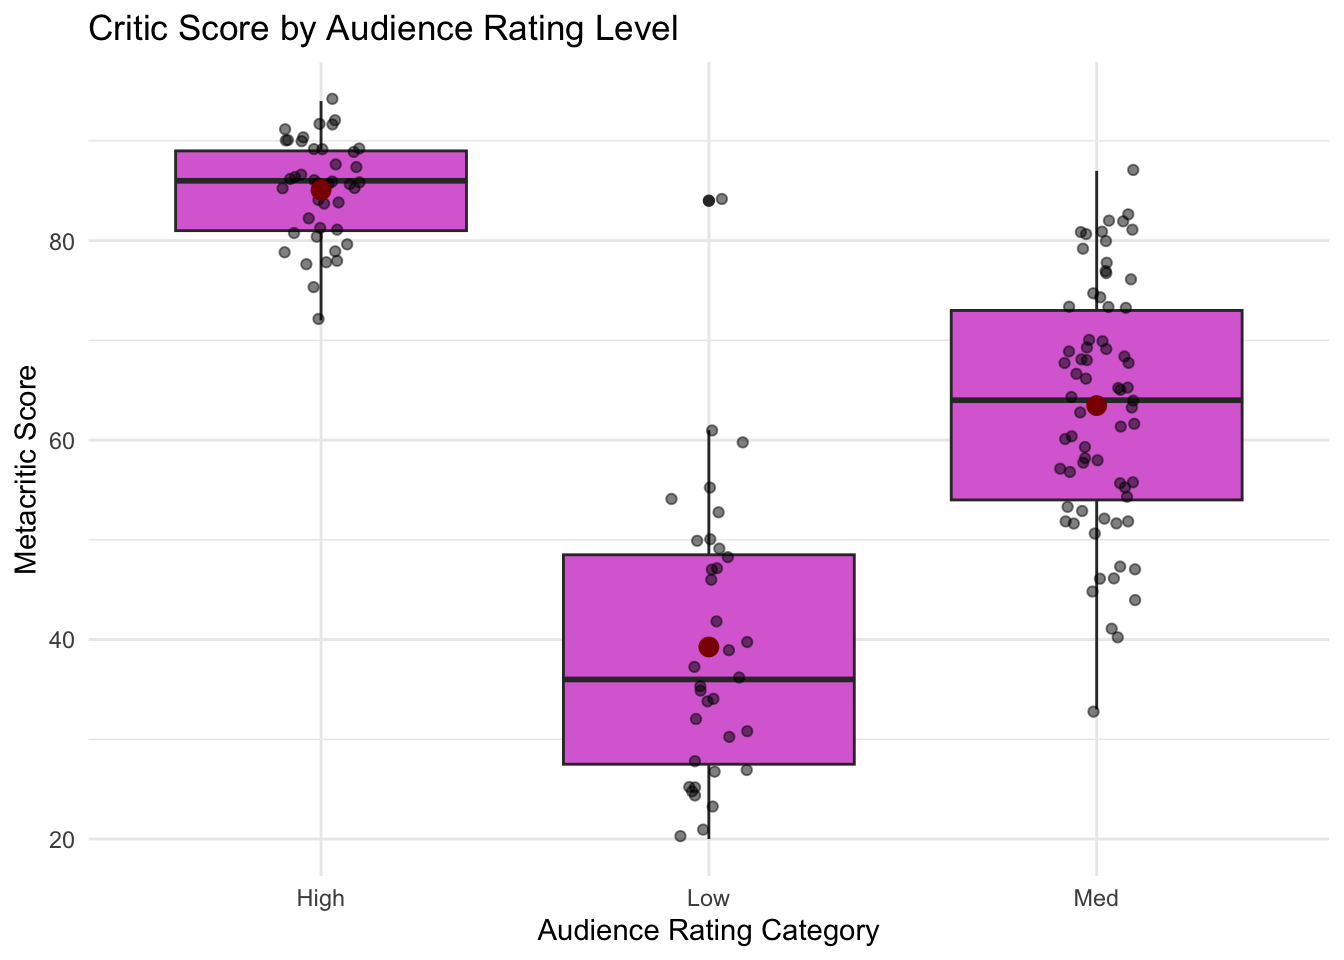 Critic Score by Audience Rating Level
Metacritic Score
80
60
40
20
High Low Med
Audience Rating Category